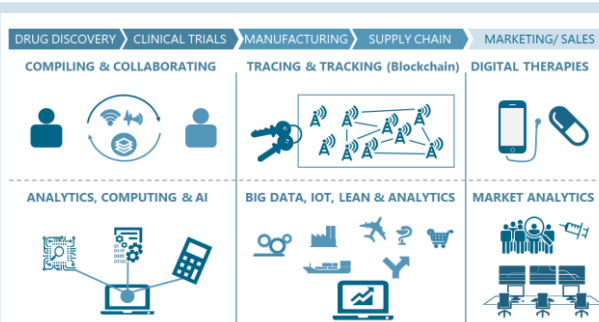 DRUG DISCOVERY CLINICAL TRIALS MANUFACTURING SUPPLY CHAIN MARKETING/ SALES
COMPILING & COLLABORATING TRACING & TRACKING (Blockchain) DIGITAL THERAPIES
ANALYTICS, COMPUTING & AI BIG DATA, IOT, LEAN & ANALYTICS MARKET ANALYTICS